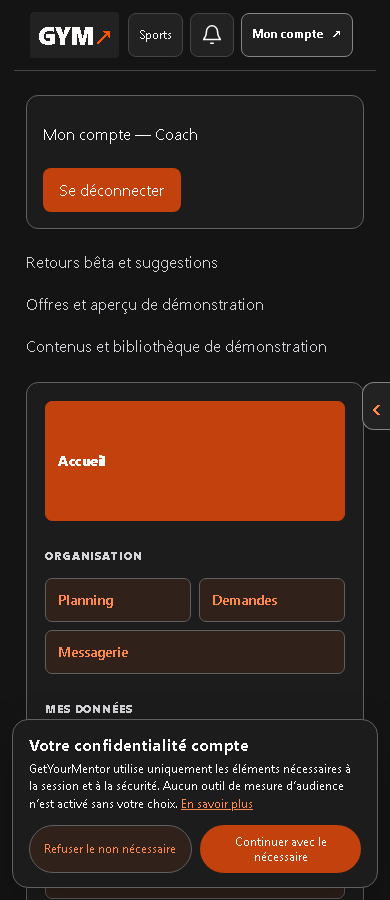 GYM↗
Sports
Mon compte ↗
Mon compte — Coach
Se déconnecter
Retours bêta et suggestions
Offres et aperçu de démonstration
Contenus et bibliothèque de démonstration
Accueil
ORGANISATION
Planning
Demandes
Messagerie
MES DONNÉES
Votre confidentialité compte
GetYourMentor utilise uniquement les éléments nécessaires à
la session et à la sécurité. Aucun outil de mesure d’audience
n’est activé sans votre choix. En savoir plus
Refuser le non nécessaire
Continuer avec le
nécessaire